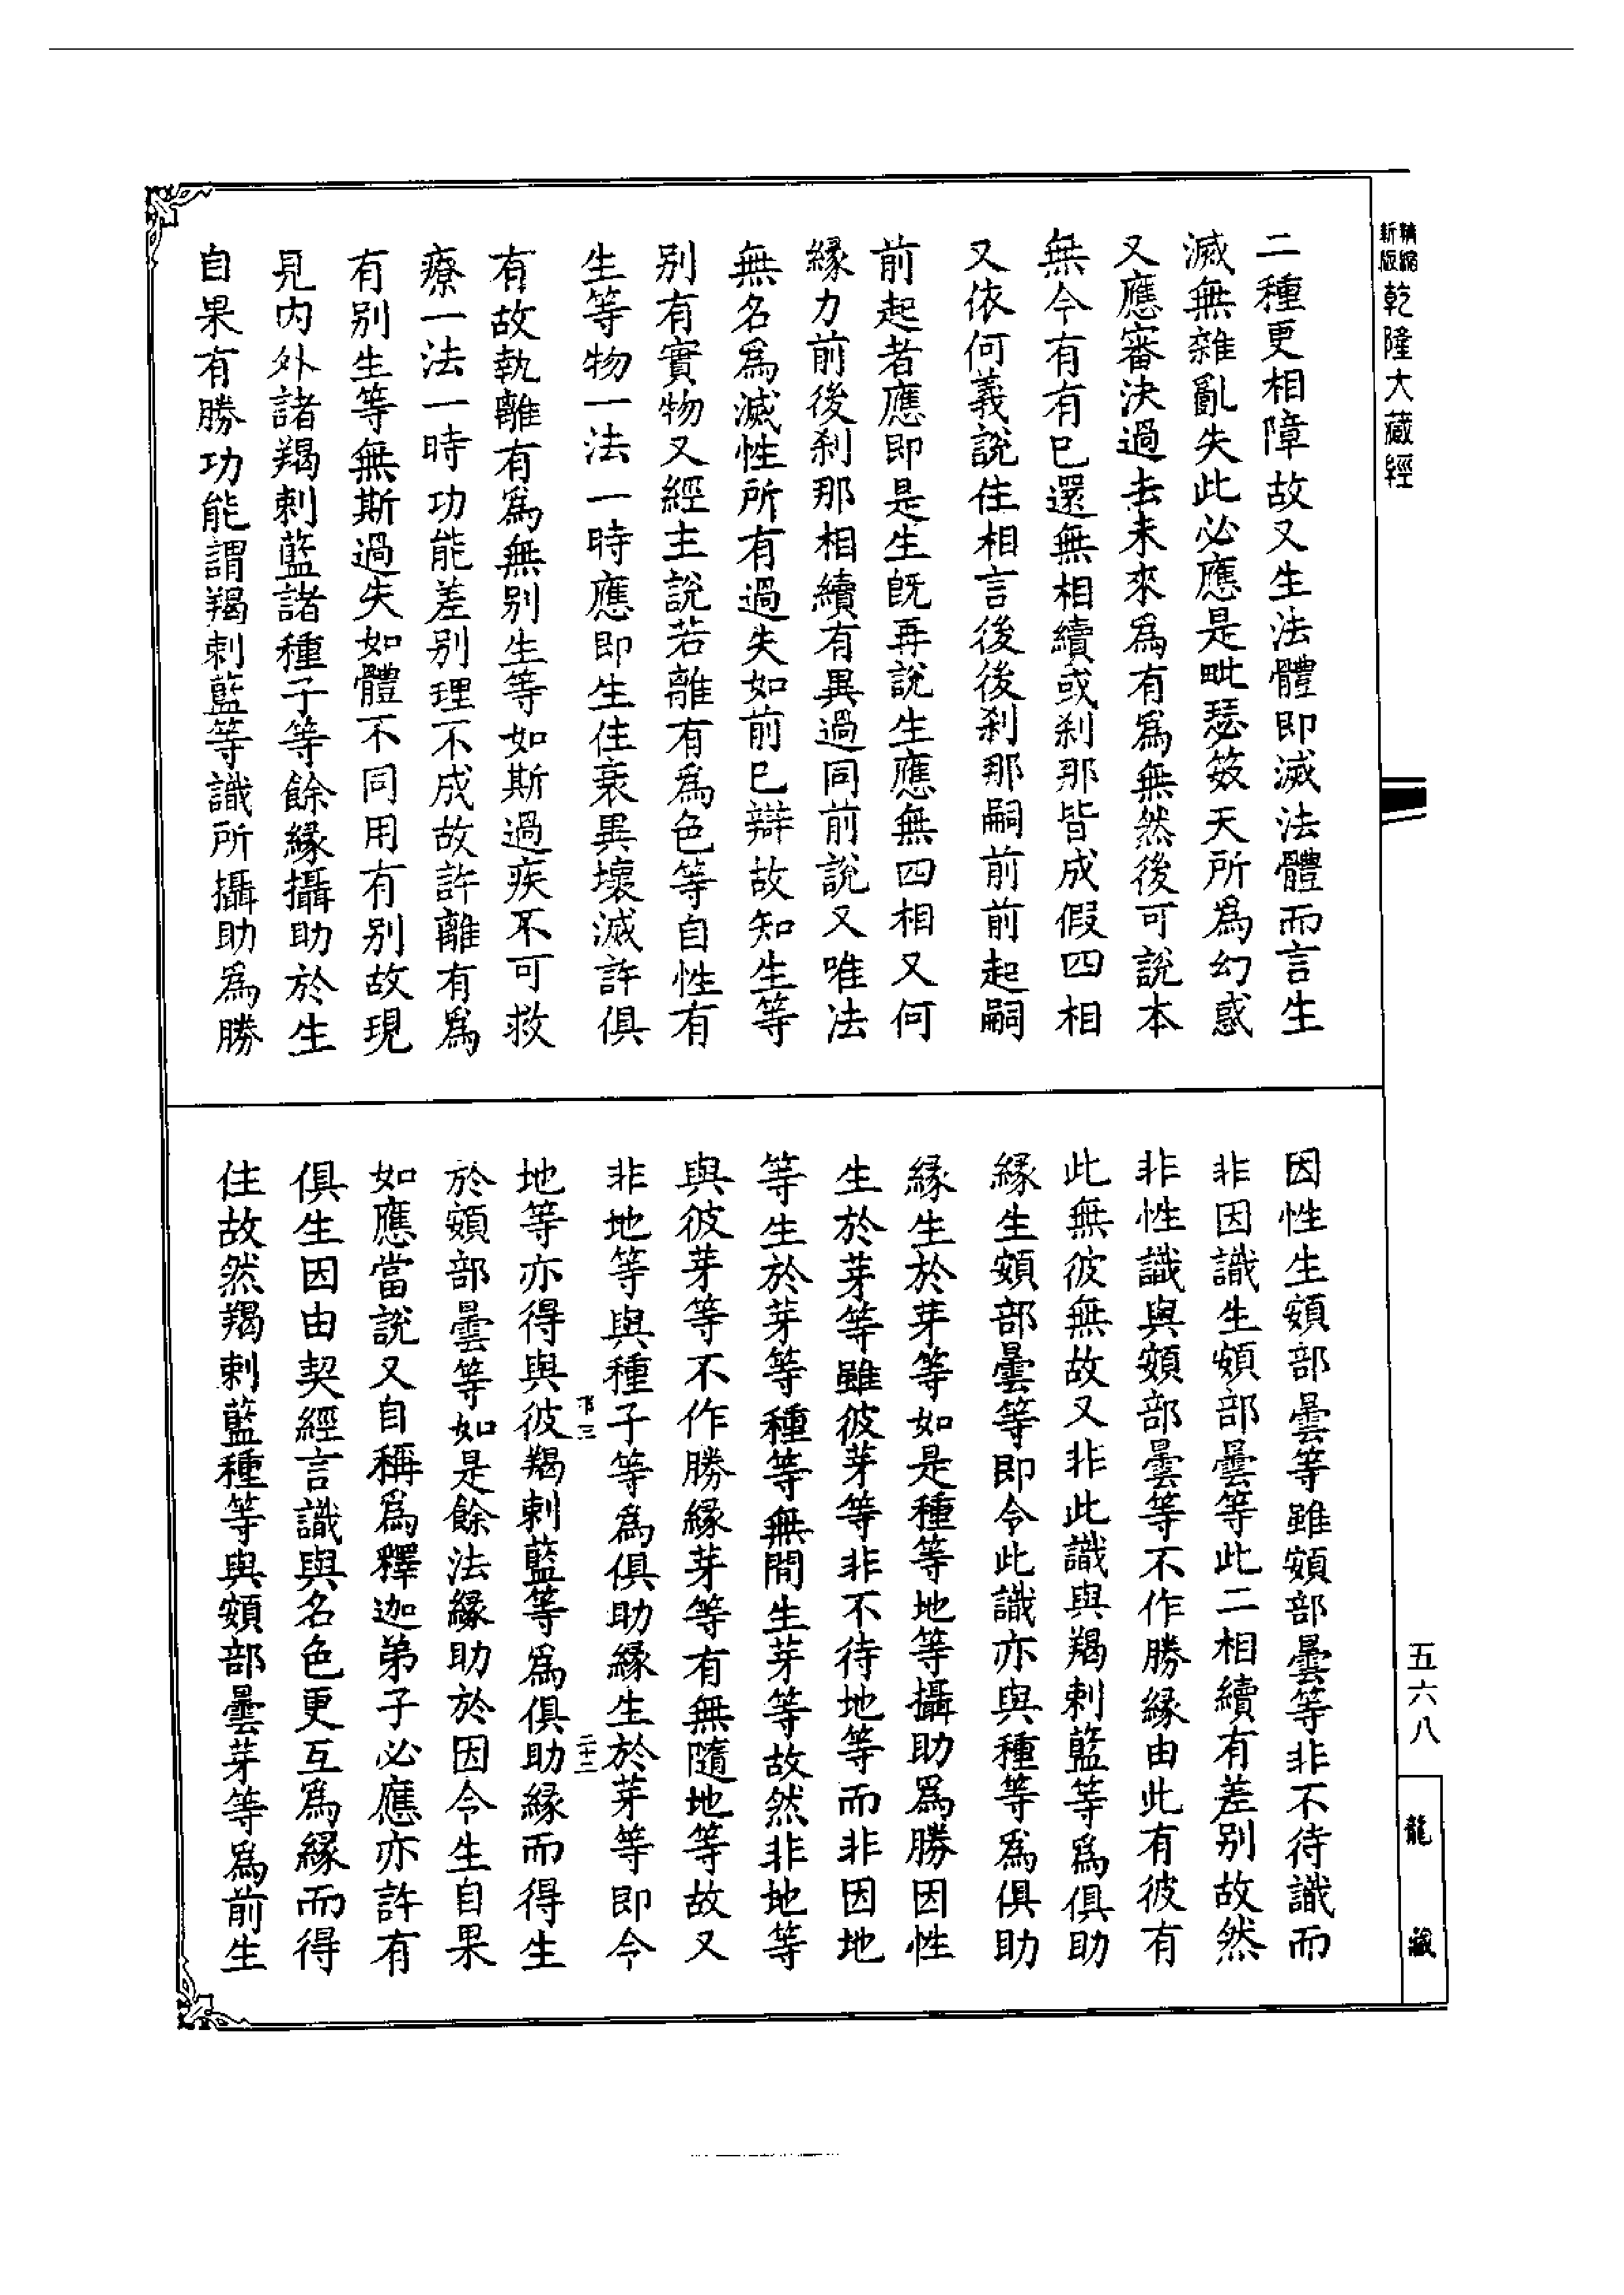 精縮新版乾隆大藏經
二種更相障故又生法體即滅法體而言生
滅無雜亂失此必應是毗瑟笯天所為幻惑
又應審決過去未來為有為無然後可說本
無今有有已還無相續或剎那皆成假四相
又依何義說住相言後後剎那嗣前前起嗣
前起者應即是生既再說生應無四相又何
緣力前後剎那相續有異過同前說又唯法
無名為滅性所有過失如前已辯故知生等
別有實物又經主說若離有為色等自性有
生等物一法一時應即生住衰異壞滅許俱
有故執離有為無別生等如斯過疾不可救
療一法一時功能差別理不成故許離有為
有別生等無斯過失如體不同用有別故現
見內外諸羯剌藍諸種子等餘緣攝助於生
自果有勝功能謂羯剌藍等識所攝助為勝
因性生頞部曇等雖頞部曇等非不待識而
非因識生頞部曇等此二相續有差別故然
非性識與頞部曇等不作勝緣由此有彼有
此無彼無故又非此識與羯剌藍等為俱助
緣生頞部曇等即令此識亦與種等為俱助
緣生於芽等如是種等地等攝助為勝因性
生於芽等雖彼芽等非不待地等而非因地
等生於芽等種等無間生芽等故然非地等
與彼芽等不作勝緣芽等有無隨地等故又
非地等與種子等為俱助緣生於芽等即令
地等亦得與彼羯剌藍等為俱助緣而得生
於頞部曇等如是餘法緣助於因令生自果
如應當說又自稱為釋迦弟子必應亦許有
俱生因由契經言識與名色更互為緣而得
住故然羯剌藍種等與頞部曇芽等為前生
五六八
龍藏